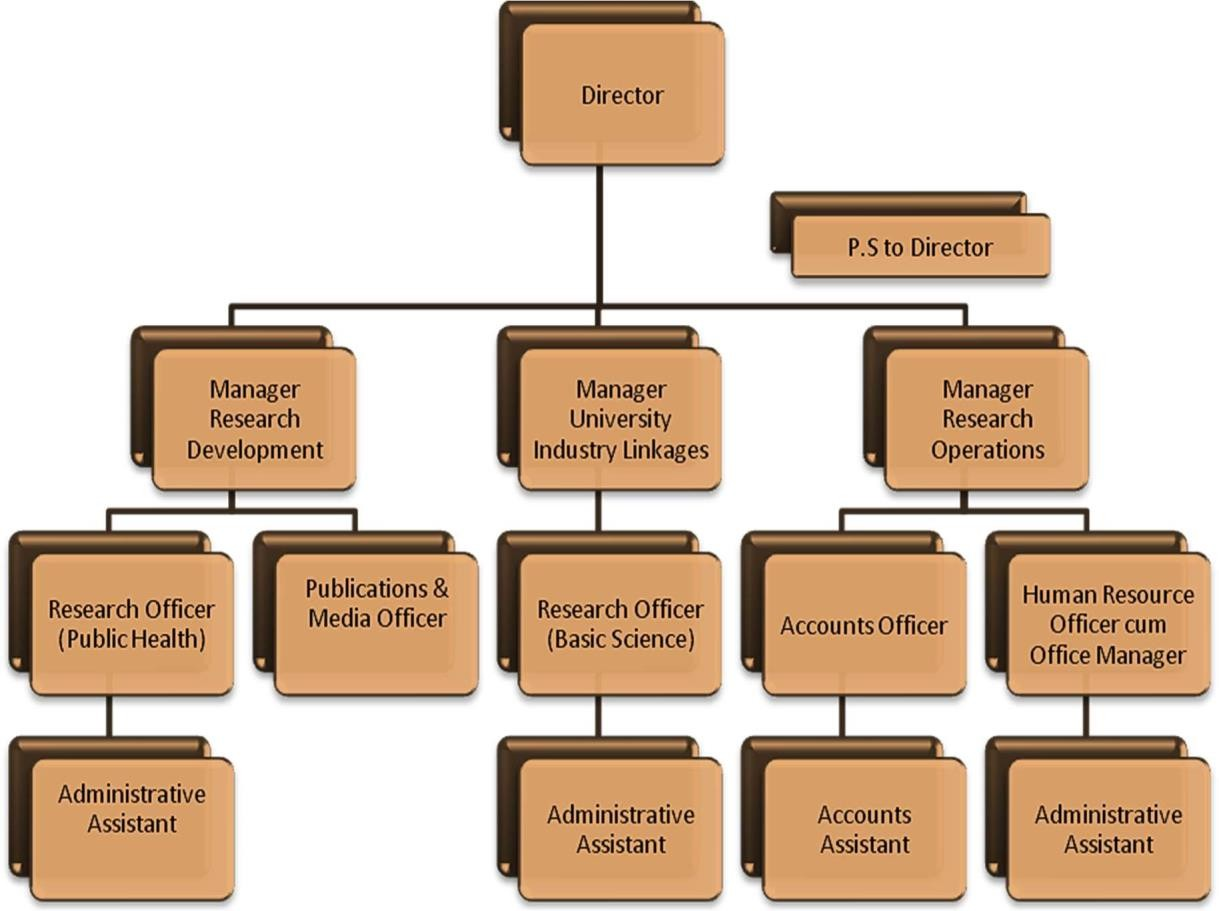 Director
P.S to Director
Manager
Research
Development
Manager
University
Industry Linkages
Manager
Research
Operations
Research Officer
(Public Health)
Publications &
Media Officer
Research Officer
(Basic Science)
Accounts Officer
Human Resource
Officer cum
Office Manager
Administrative
Assistant
Administrative
Assistant
Accounts
Assistant
Administrative
Assistant